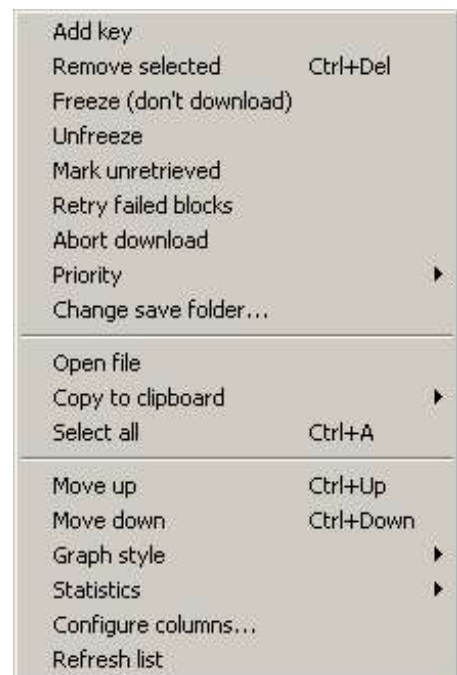 Add key
Remove selected Ctrl+Del
Freeze (don't download)
Unfreeze
Mark unretrieved
Retry failed blocks
Abort download
Priority
Change save folder...
Open file
Copy to clipboard
Select all Ctrl+A
Move up Ctrl+Up
Move down Ctrl+Down
Graph style
Statistics
Configure columns...
Refresh list